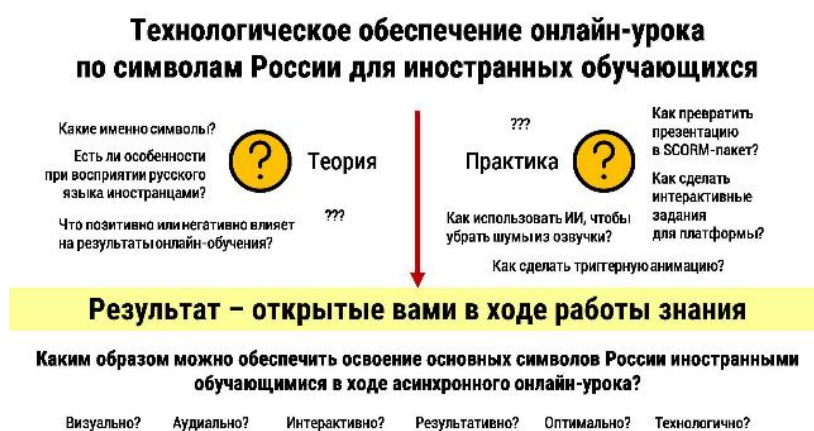 Технологическое обеспечение онлайн-урока
по символам России для иностранных обучающихся
Какие именно символы?
Есть ли особенности
при восприятии русского
языка иностранцами?
Что позитивно или негативно влияет
на результаты онлайн-обучения?
?
Теория
???
???
Практика
?
Как превратить
презентацию
в SCORM-пакет?
Как сделать
интерактивные
задания
для платформы?
Как использовать ИИ, чтобы
убрать шумы из озвучки?
Как сделать триггерную анимацию?
Результат – открытые вами в ходе работы знания
Каким образом можно обеспечить освоение основных символов России иностранными
обучающимися в ходе асинхронного онлайн-урока?
Визуально? Аудиально? Интерактивно? Результативно? Оптимально? Технологично?